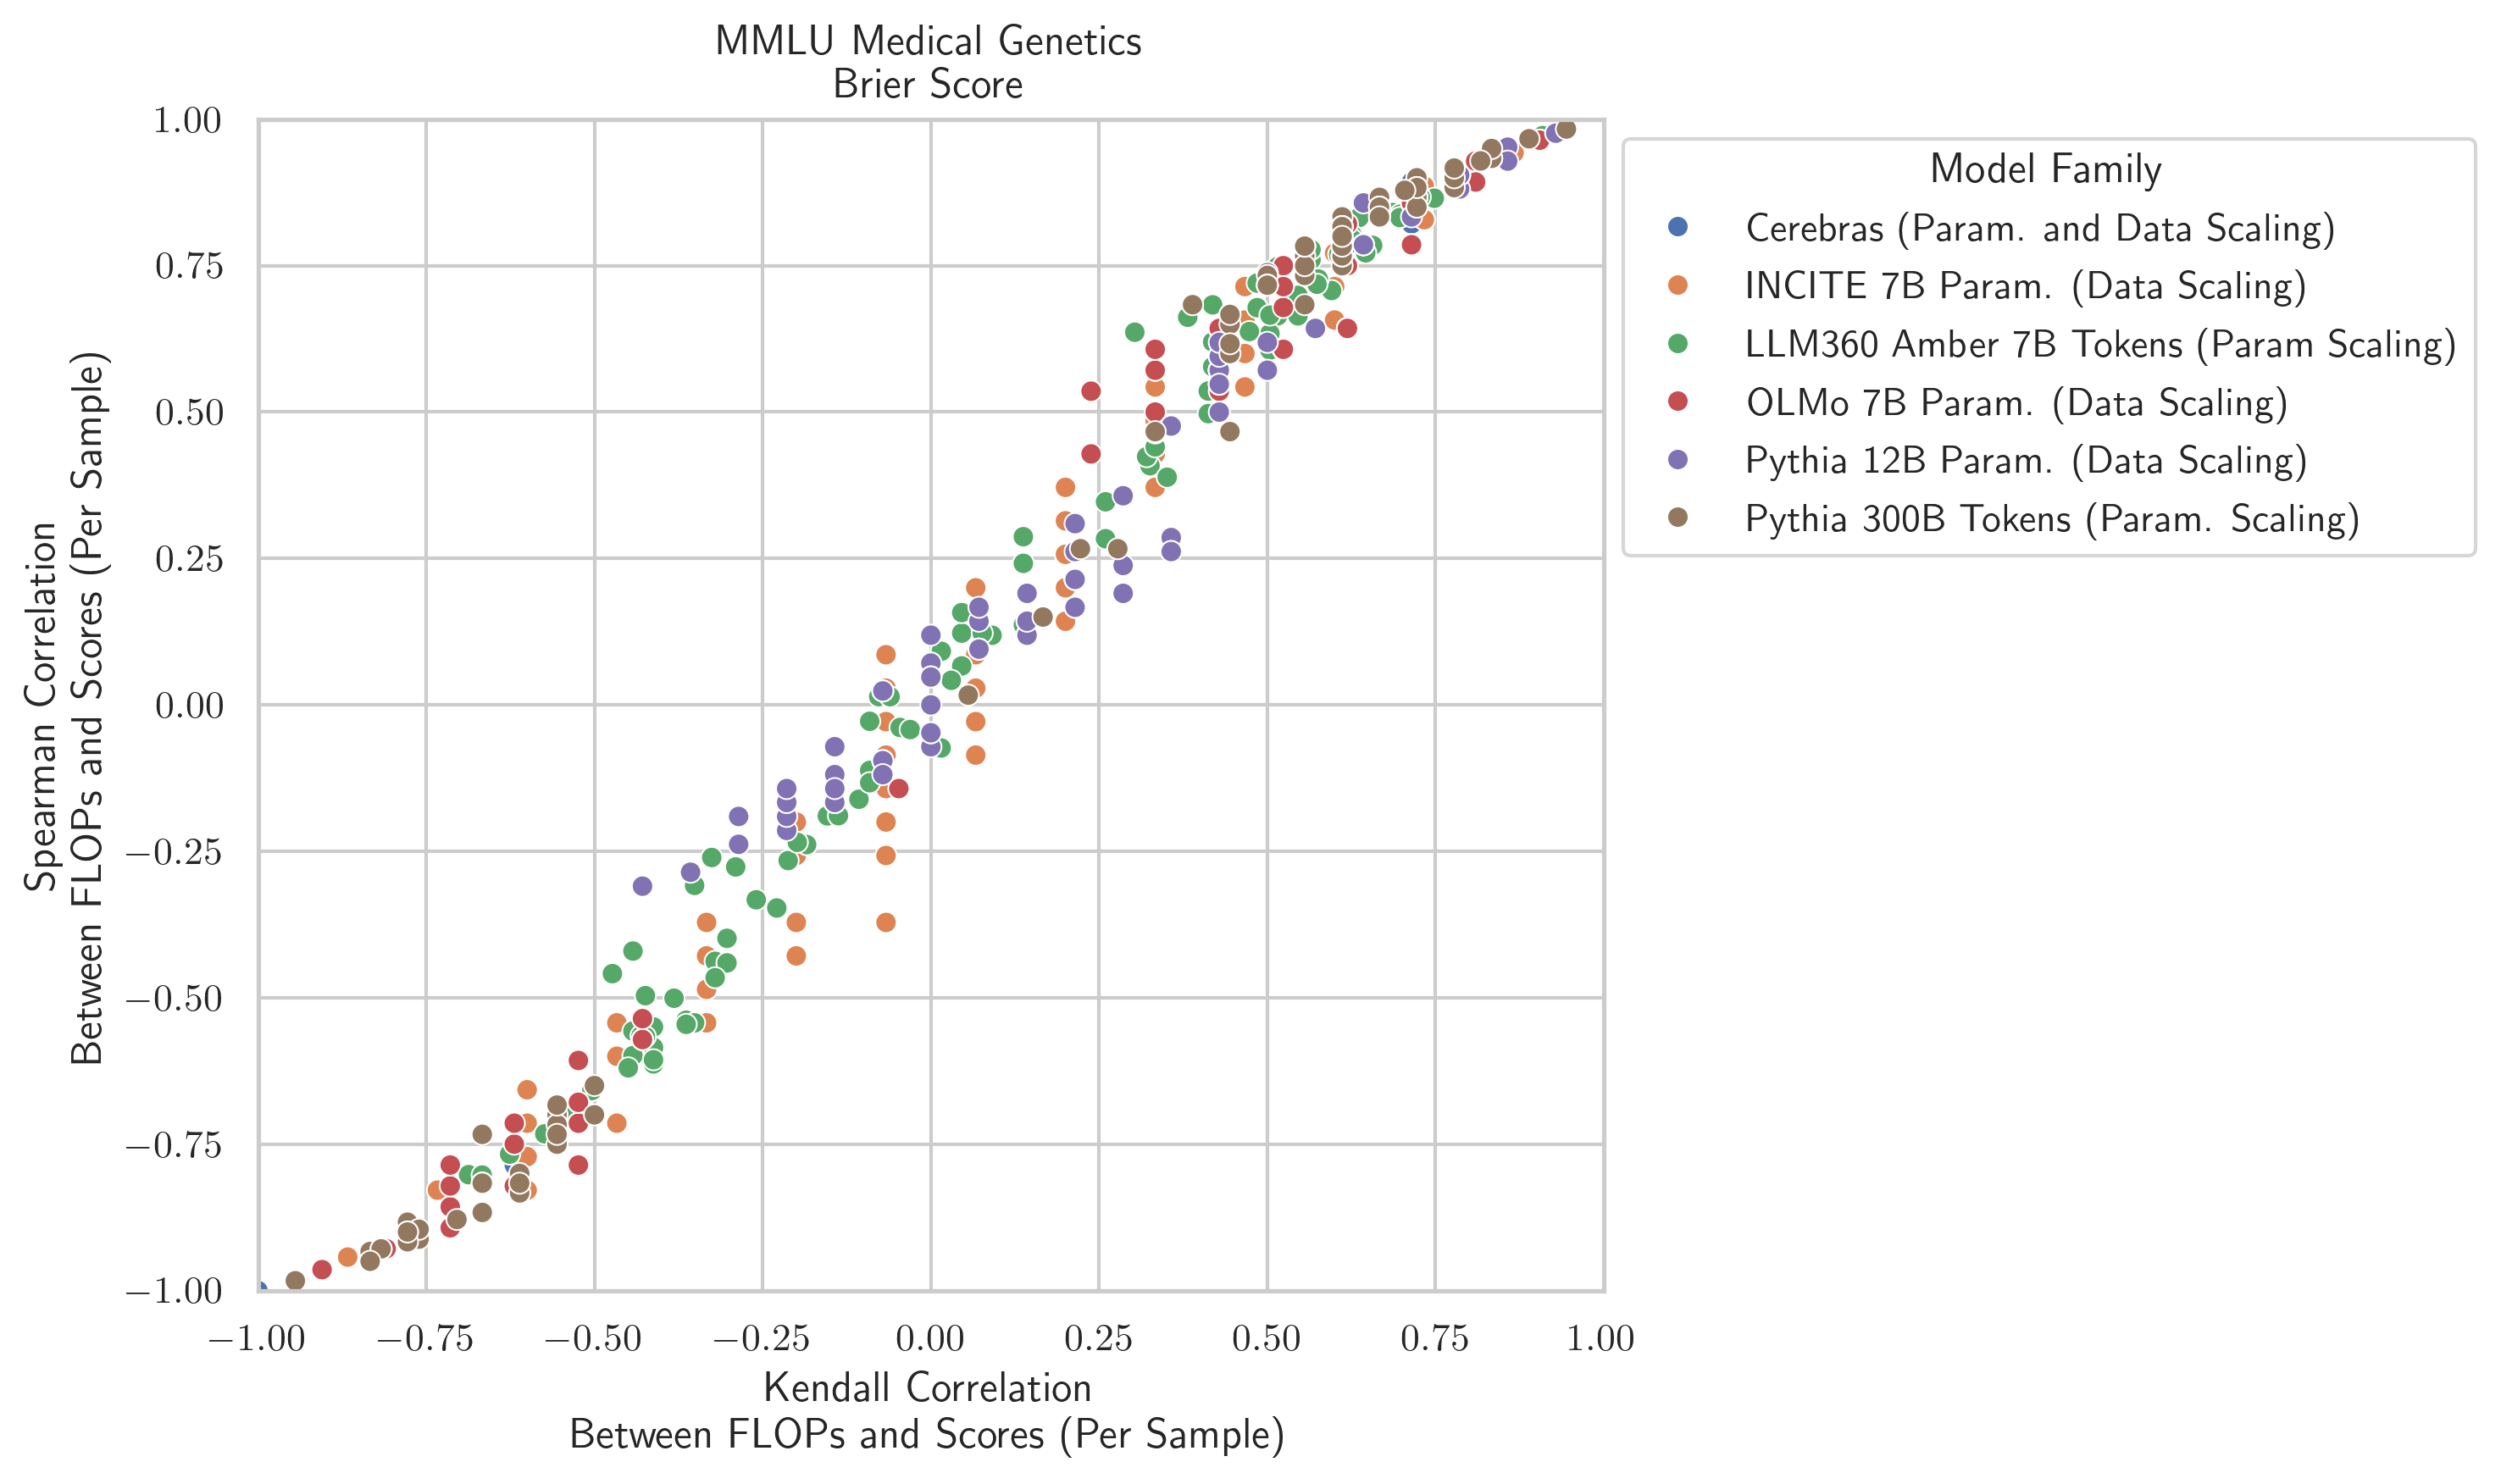 MMLU Medical Genetics
Brier Score
Spearman Correlation
Between FLOPs and Scores (Per Sample)
1.00
0.75
0.50
0.25
0.00
−0.25
−0.50
−0.75
−1.00
−1.00 −0.75 −0.50 −0.25 0.00 0.25 0.50 0.75 1.00
Kendall Correlation
Between FLOPs and Scores (Per Sample)
Model Family
Cerebras (Param. and Data Scaling)
INCITE 7B Param. (Data Scaling)
LLM360 Amber 7B Tokens (Param Scaling)
OLMo 7B Param. (Data Scaling)
Pythia 12B Param. (Data Scaling)
Pythia 300B Tokens (Param. Scaling)